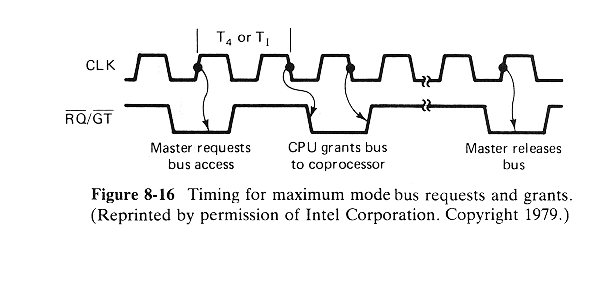 T4 or T1
CLK
RQ/GT
Master requests
bus access
CPU grants bus
to coprocessor
Master releases
bus
Figure 8-16 Timing for maximum mode bus requests and grants.
(Reprinted by permission of Intel Corporation. Copyright 1979.)